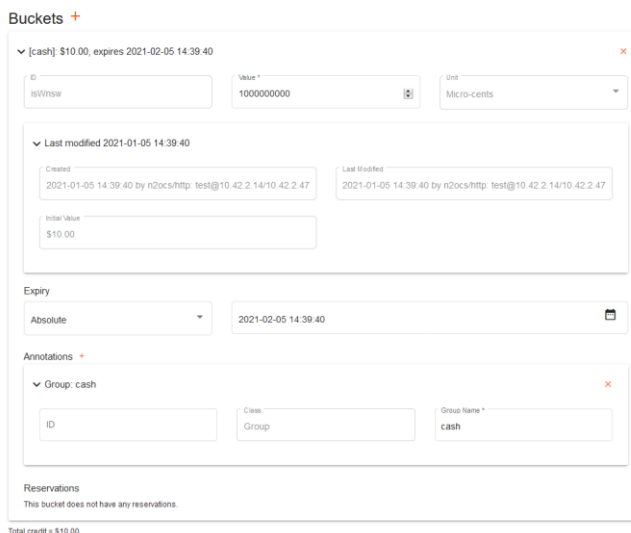 Buckets +
[cash]: $10.00, expires 2021-02-05 14:39:40 ×
ID Value * Unit
isWnsw 1000000000 Micro-cents
Last modified 2021-01-05 14:39:40
Created Last Modified
2021-01-05 14:39:40 by n2ocs/http: test@10.42.2.14/10.42.2.47 2021-01-05 14:39:40 by n2ocs/http: test@10.42.2.14/10.42.2.47
Initial Value
$10.00
Expiry
Absolute 2021-02-05 14:39:40
Annotations +
Group: cash ×
Class Group Name *
ID Group cash
Reservations
This bucket does not have any reservations.
Total credit = $10.00